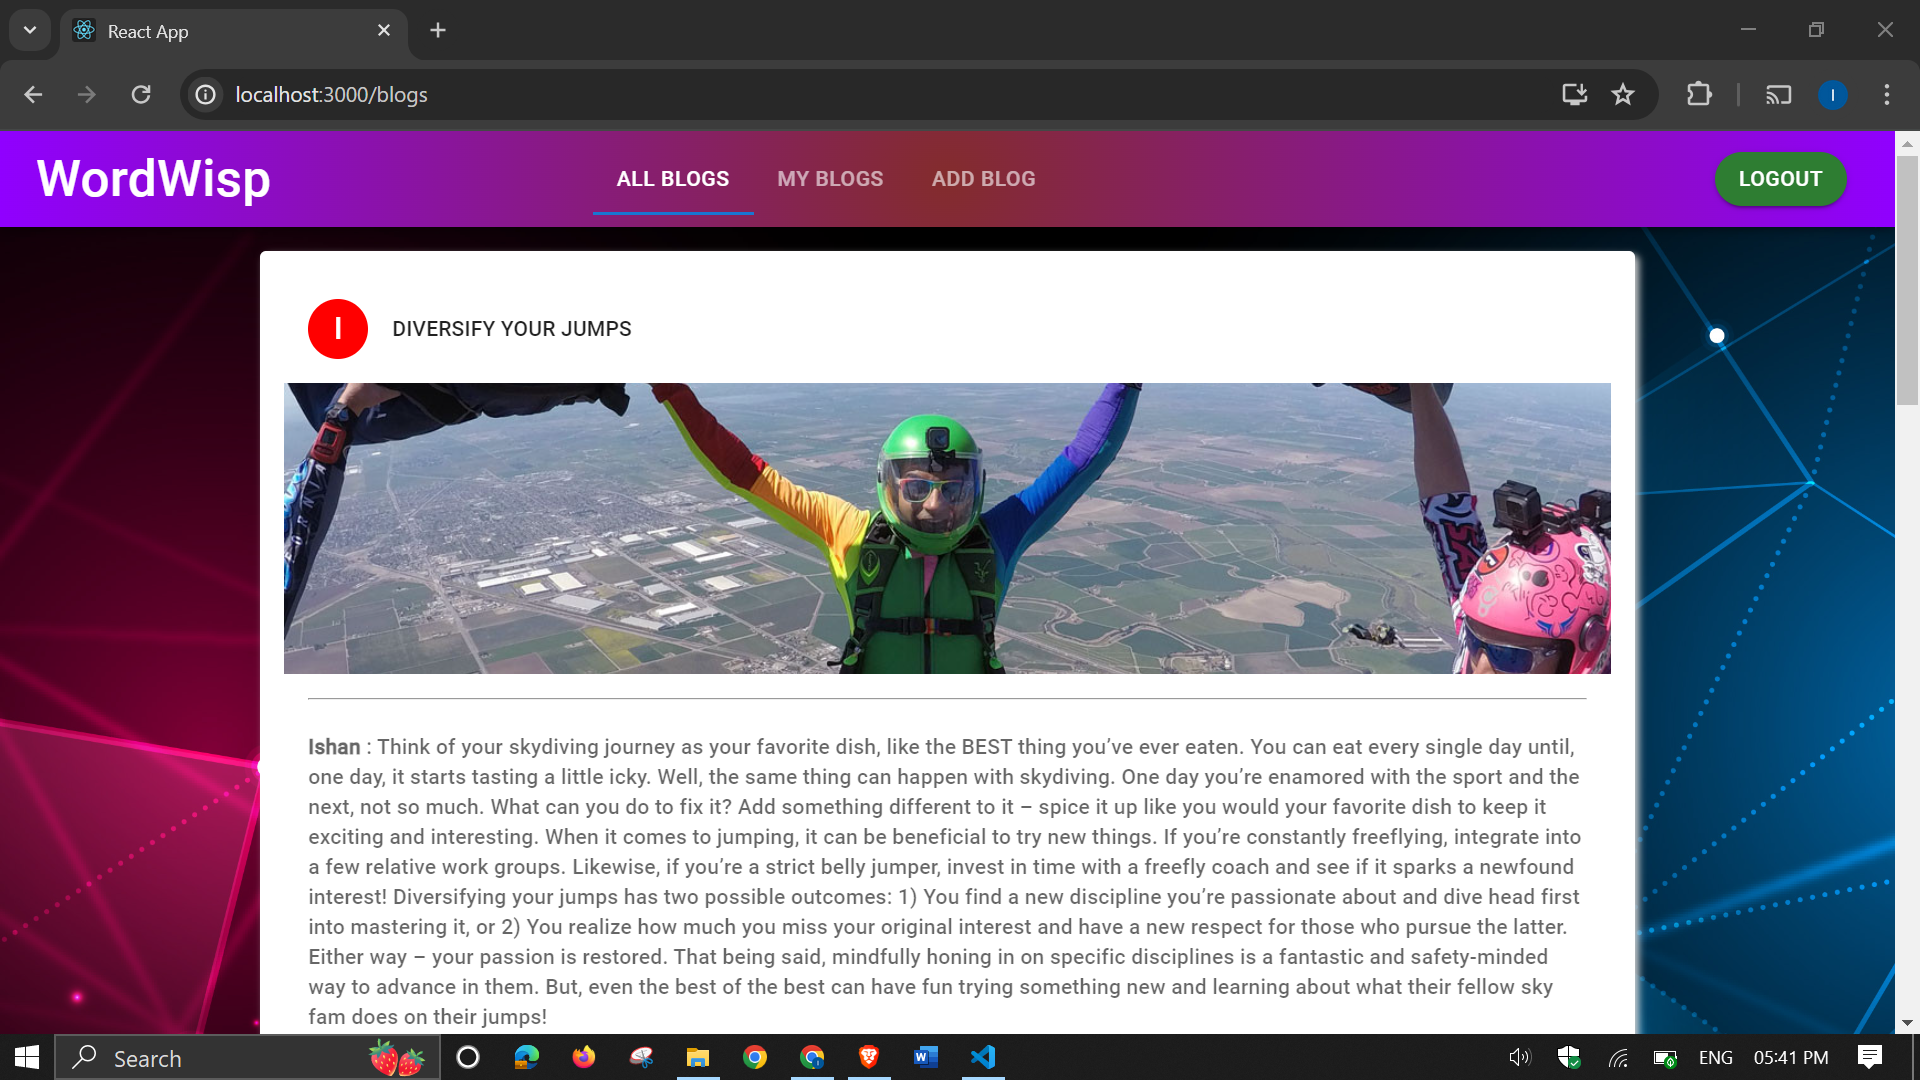 React App
localhost:3000/blogs
I
WordWisp
ALL BLOGS
MY BLOGS
ADD BLOG
LOGOUT
I
DIVERSIFY YOUR JUMPS
Ishan : Think of your skydiving journey as your favorite dish, like the BEST thing you’ve ever eaten. You can eat every single day until,
one day, it starts tasting a little icky. Well, the same thing can happen with skydiving. One day you’re enamored with the sport and the
next, not so much. What can you do to fix it? Add something different to it – spice it up like you would your favorite dish to keep it
exciting and interesting. When it comes to jumping, it can be beneficial to try new things. If you’re constantly freeflying, integrate into
a few relative work groups. Likewise, if you’re a strict belly jumper, invest in time with a freefly coach and see if it sparks a newfound
interest! Diversifying your jumps has two possible outcomes: 1) You find a new discipline you’re passionate about and dive head first
into mastering it, or 2) You realize how much you miss your original interest and have a new respect for those who pursue the latter.
Either way – your passion is restored. That being said, mindfully honing in on specific disciplines is a fantastic and safety-minded
way to advance in them. But, even the best of the best can have fun trying something new and learning about what their fellow sky
fam does on their jumps!
Search
ENG
05:41 PM